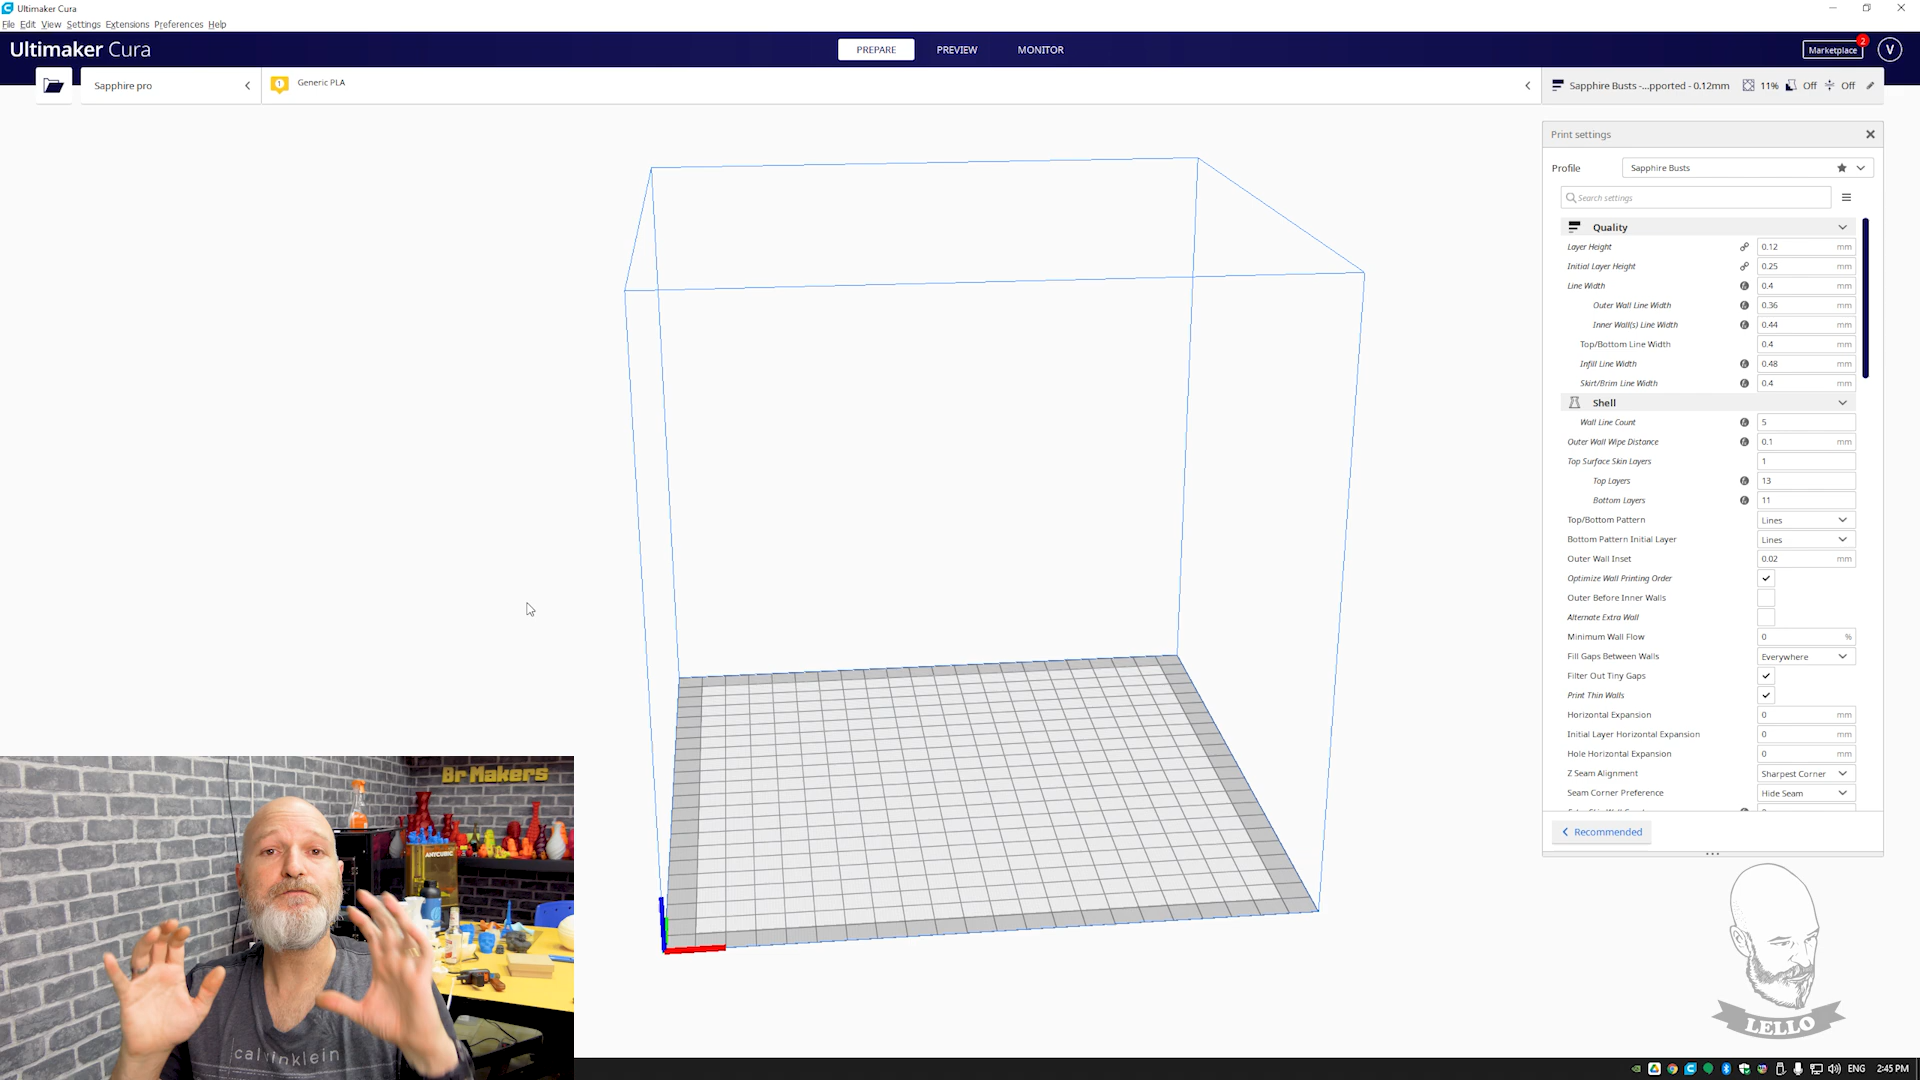 Ultimaker Cura
File Edit View Settings Extensions Preferences Help
Ultimaker Cura
PREPARE
PREVIEW
MONITOR
Marketplace
2
V
Sapphire pro
1
Generic PLA
Sapphire Busts -...pported - 0.12mm
11%
Off
Off
Print settings
Profile
Sapphire Busts
Search settings
Quality
Layer Height 0.12 mm
Initial Layer Height 0.25 mm
Line Width 0.4 mm
Outer Wall Line Width 0.36 mm
Inner Wall(s) Line Width 0.44 mm
Top/Bottom Line Width 0.4 mm
Infill Line Width 0.48 mm
Skirt/Brim Line Width 0.4 mm
Shell
Wall Line Count 5
Outer Wall Wipe Distance 0.1 mm
Top Surface Skin Layers 1
Top Layers 13
Bottom Layers 11
Top/Bottom Pattern Lines
Bottom Pattern Initial Layer Lines
Outer Wall Inset 0.02 mm
Optimize Wall Printing Order
Outer Before Inner Walls
Alternate Extra Wall
Minimum Wall Flow 0 %
Fill Gaps Between Walls Everywhere
Filter Out Tiny Gaps
Print Thin Walls
Horizontal Expansion 0 mm
Initial Layer Horizontal Expansion 0 mm
Hole Horizontal Expansion 0 mm
Z Seam Alignment Sharpest Corner
Seam Corner Preference Hide Seam
Recommended
Br Makers
ANYCUBIC
calvinklein
LELLO
ENG
2:45 PM